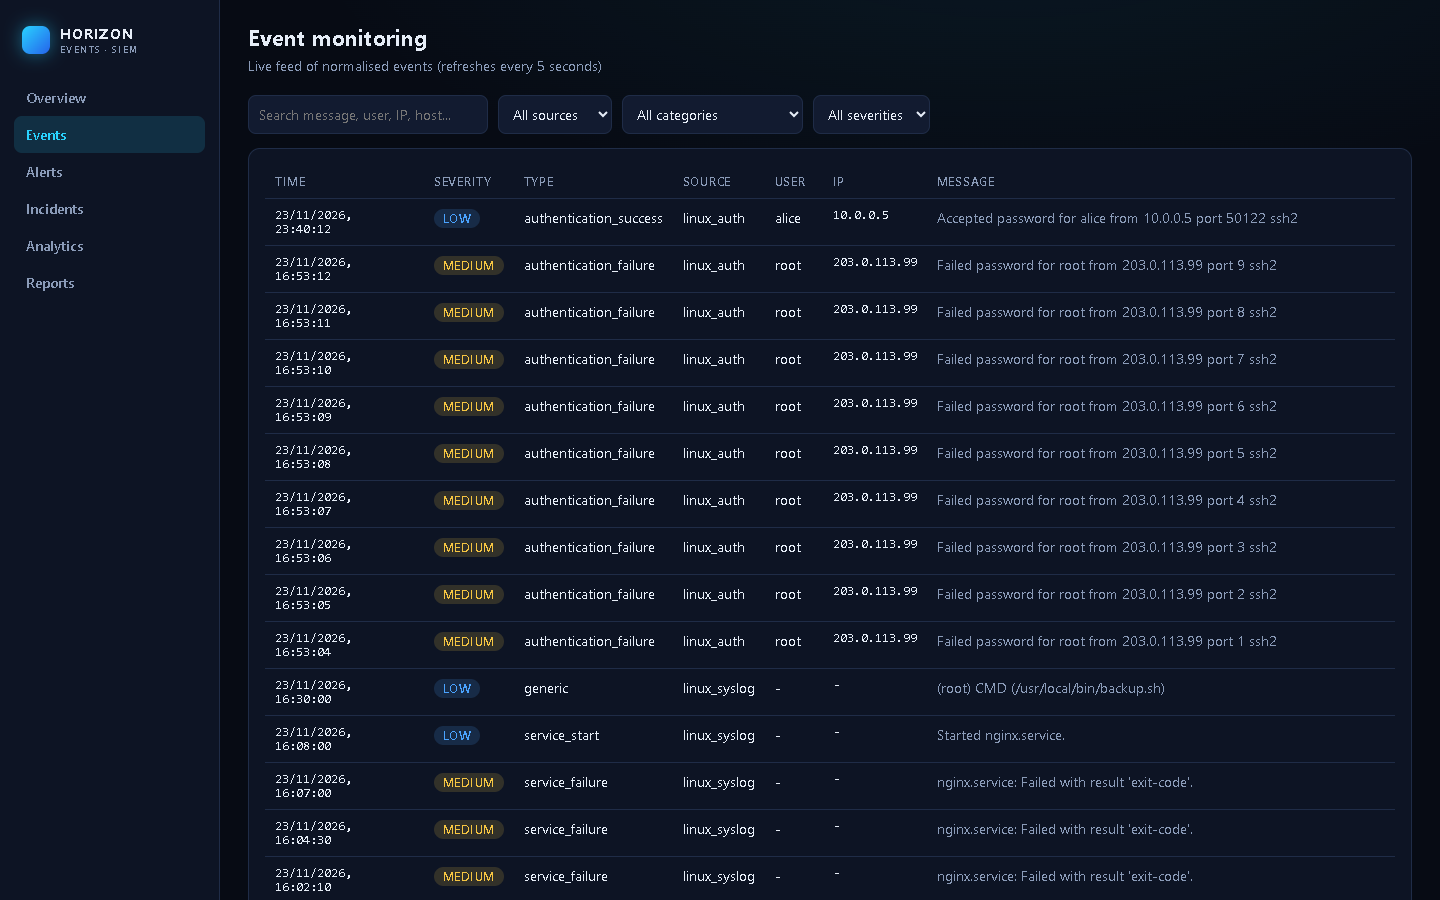 HORIZON
EVENTS · SIEM
Overview
Events
Alerts
Incidents
Analytics
Reports
Event monitoring
Live feed of normalised events (refreshes every 5 seconds)
Search message, user, IP, host... All sources All categories All severities
TIME SEVERITY TYPE SOURCE USER IP MESSAGE
23/11/2026, 23:40:12 LOW authentication_success linux_auth alice 10.0.0.5 Accepted password for alice from 10.0.0.5 port 50122 ssh2
23/11/2026, 16:53:12 MEDIUM authentication_failure linux_auth root 203.0.113.99 Failed password for root from 203.0.113.99 port 9 ssh2
23/11/2026, 16:53:11 MEDIUM authentication_failure linux_auth root 203.0.113.99 Failed password for root from 203.0.113.99 port 8 ssh2
23/11/2026, 16:53:10 MEDIUM authentication_failure linux_auth root 203.0.113.99 Failed password for root from 203.0.113.99 port 7 ssh2
23/11/2026, 16:53:09 MEDIUM authentication_failure linux_auth root 203.0.113.99 Failed password for root from 203.0.113.99 port 6 ssh2
23/11/2026, 16:53:08 MEDIUM authentication_failure linux_auth root 203.0.113.99 Failed password for root from 203.0.113.99 port 5 ssh2
23/11/2026, 16:53:07 MEDIUM authentication_failure linux_auth root 203.0.113.99 Failed password for root from 203.0.113.99 port 4 ssh2
23/11/2026, 16:53:06 MEDIUM authentication_failure linux_auth root 203.0.113.99 Failed password for root from 203.0.113.99 port 3 ssh2
23/11/2026, 16:53:05 MEDIUM authentication_failure linux_auth root 203.0.113.99 Failed password for root from 203.0.113.99 port 2 ssh2
23/11/2026, 16:53:04 MEDIUM authentication_failure linux_auth root 203.0.113.99 Failed password for root from 203.0.113.99 port 1 ssh2
23/11/2026, 16:30:00 LOW generic linux_syslog - - (root) CMD (/usr/local/bin/backup.sh)
23/11/2026, 16:08:00 LOW service_start linux_syslog - - Started nginx.service.
23/11/2026, 16:07:00 MEDIUM service_failure linux_syslog - - nginx.service: Failed with result 'exit-code'.
23/11/2026, 16:04:30 MEDIUM service_failure linux_syslog - - nginx.service: Failed with result 'exit-code'.
23/11/2026, 16:02:10 MEDIUM service_failure linux_syslog - - nginx.service: Failed with result 'exit-code'.